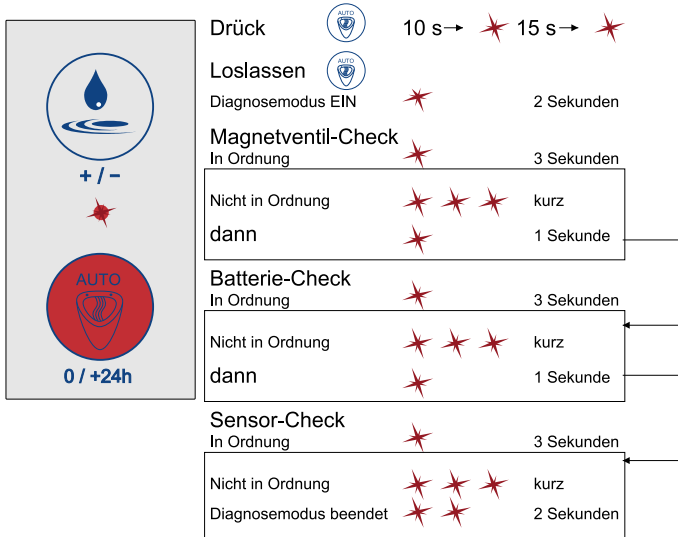 + / −
AUTO
0 / +24h
Drück AUTO 10 s 15 s
Loslassen AUTO
Diagnosemodus EIN 2 Sekunden
Magnetventil-Check
In Ordnung 3 Sekunden
Nicht in Ordnung kurz
dann 1 Sekunde
Batterie-Check
In Ordnung 3 Sekunden
Nicht in Ordnung kurz
dann 1 Sekunde
Sensor-Check
In Ordnung 3 Sekunden
Nicht in Ordnung kurz
Diagnosemodus beendet 2 Sekunden